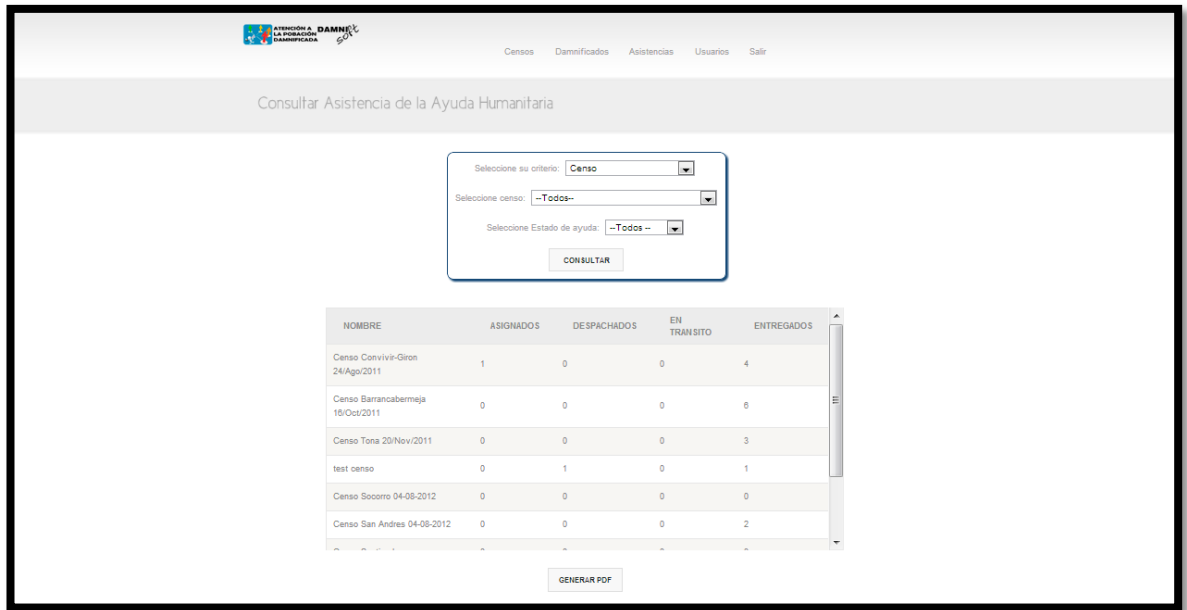 ATENCIÓN A
LA POBACIÓN
DAMNIFICADA
DAMNISoft
Censos Damnificados Asistencias Usuarios Salir
Consultar Asistencia de la Ayuda Humanitaria
Seleccione su criterio: Censo
Seleccione censo: --Todos--
Seleccione Estado de ayuda: --Todos --
CONSULTAR
NOMBRE ASIGNADOS DESPACHADOS EN TRANSITO ENTREGADOS
Censo Convivir-Giron
24/Ago/2011 1 0 0 4
Censo Barrancabermeja
16/Oct/2011 0 0 0 6
Censo Tona 20/Nov/2011 0 0 0 3
test censo 0 1 0 1
Censo Socorro 04-08-2012 0 0 0 0
Censo San Andres 04-08-2012 0 0 0 2
GENERAR PDF